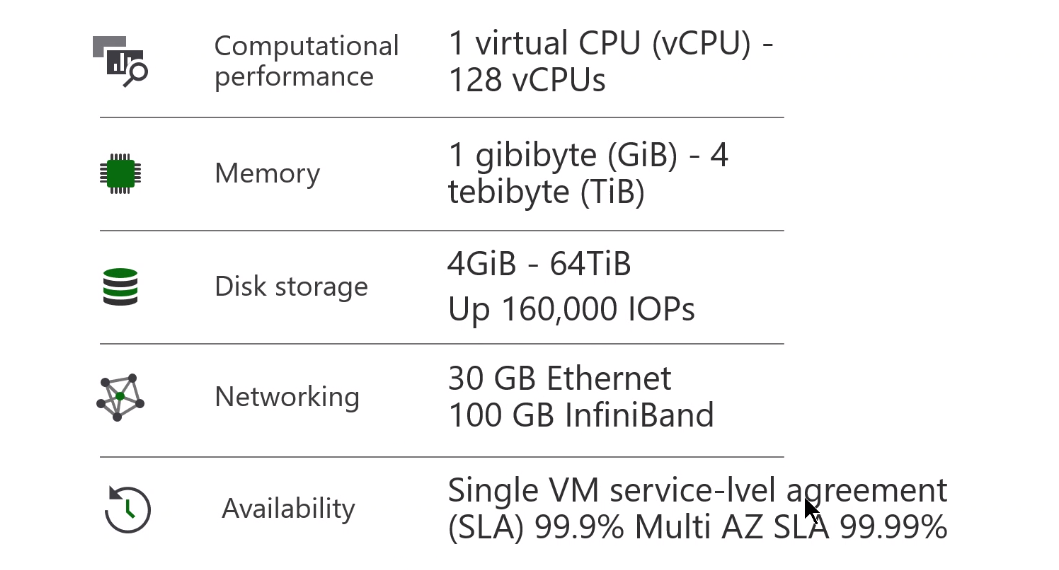 Computational
performance
1 virtual CPU (vCPU) -
128 vCPUs
Memory
1 gibibyte (GiB) - 4
tebibyte (TiB)
Disk storage
4GiB - 64TiB
Up 160,000 IOPs
Networking
30 GB Ethernet
100 GB InfiniBand
Availability
Single VM service-lvel agreement
(SLA) 99.9% Multi AZ SLA 99.99%